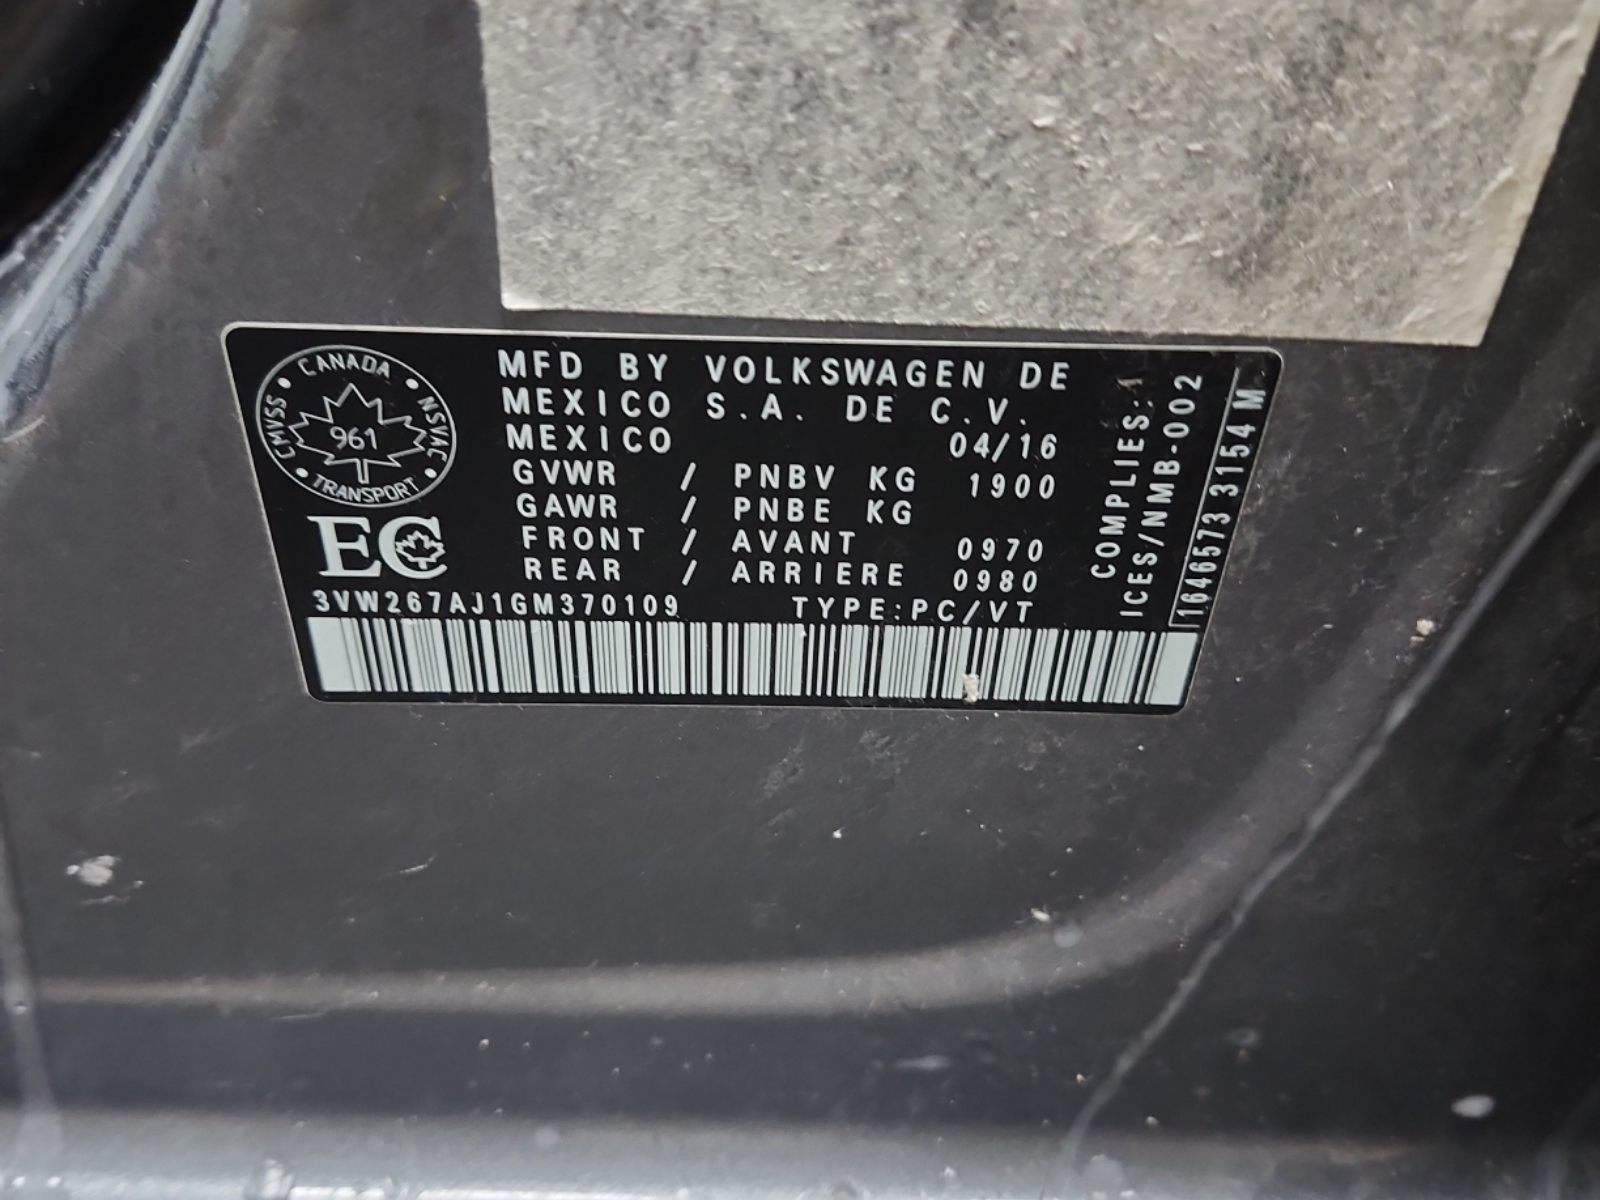 CANADA
CMVSS
NSVAC
961
TRANSPORT
EC
MFD BY VOLKSWAGEN DE
MEXICO S.A. DE C.V.
MEXICO 04/16
GVWR / PNBV KG 1900
GAWR / PNBE KG
FRONT / AVANT 0970
REAR / ARRIERE 0980
3VW267AJ1GM370109 TYPE:PC/VT
COMPLIES:1
ICES/NMB-002
1646573 3154 M